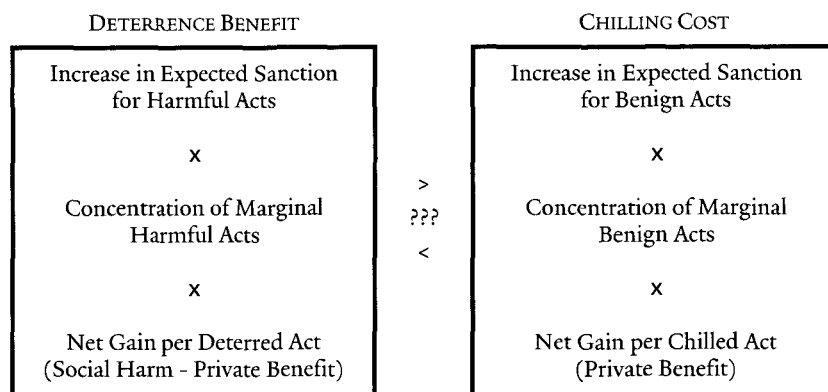 DETERRENCE BENEFIT
Increase in Expected Sanction
for Harmful Acts
x
Concentration of Marginal
Harmful Acts
x
Net Gain per Deterred Act
(Social Harm - Private Benefit)
>
???
<
CHILLING COST
Increase in Expected Sanction
for Benign Acts
x
Concentration of Marginal
Benign Acts
x
Net Gain per Chilled Act
(Private Benefit)